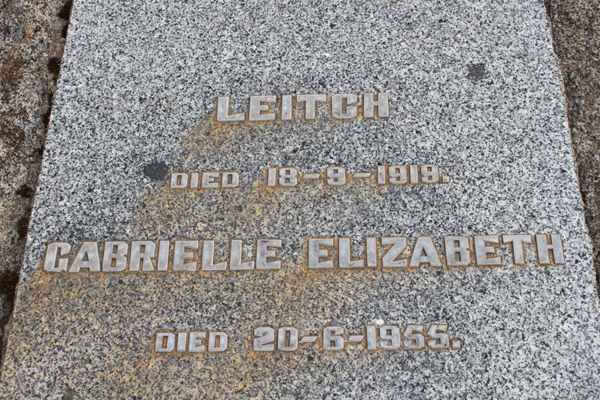 LEITCH
DIED 18-9-1919.
GABRIELLE ELIZABETH
DIED 20-6-1955.